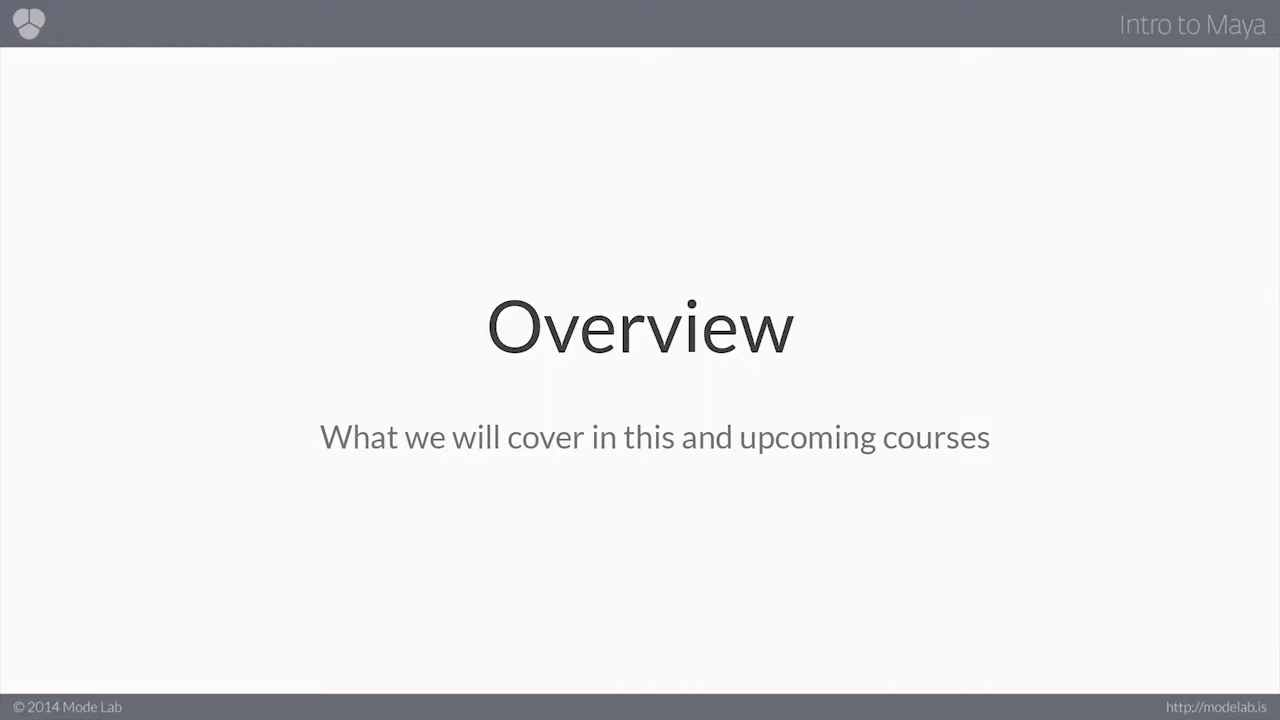 Intro to Maya
Overview
What we will cover in this and upcoming courses
© 2014 Mode Lab
http://modelab.is